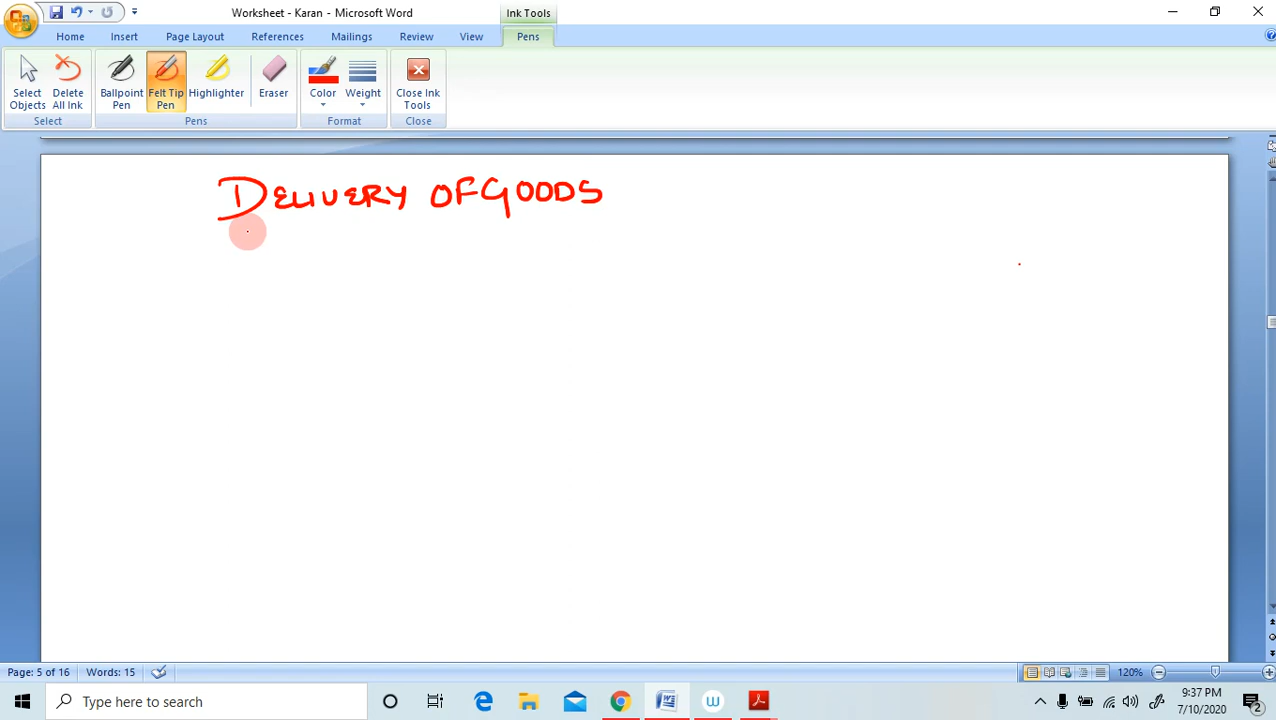 Worksheet - Karan - Microsoft Word
Ink Tools
Home Insert Page Layout References Mailings Review View Pens
Select Objects
Delete All Ink
Ballpoint Pen
Felt Tip Pen
Highlighter
Eraser
Color
Weight
Close Ink Tools
Select Pens Format Close
DELIVERY OF GOODS
Page: 5 of 16 Words: 15 120%
Type here to search
9:37 PM
7/10/2020
2